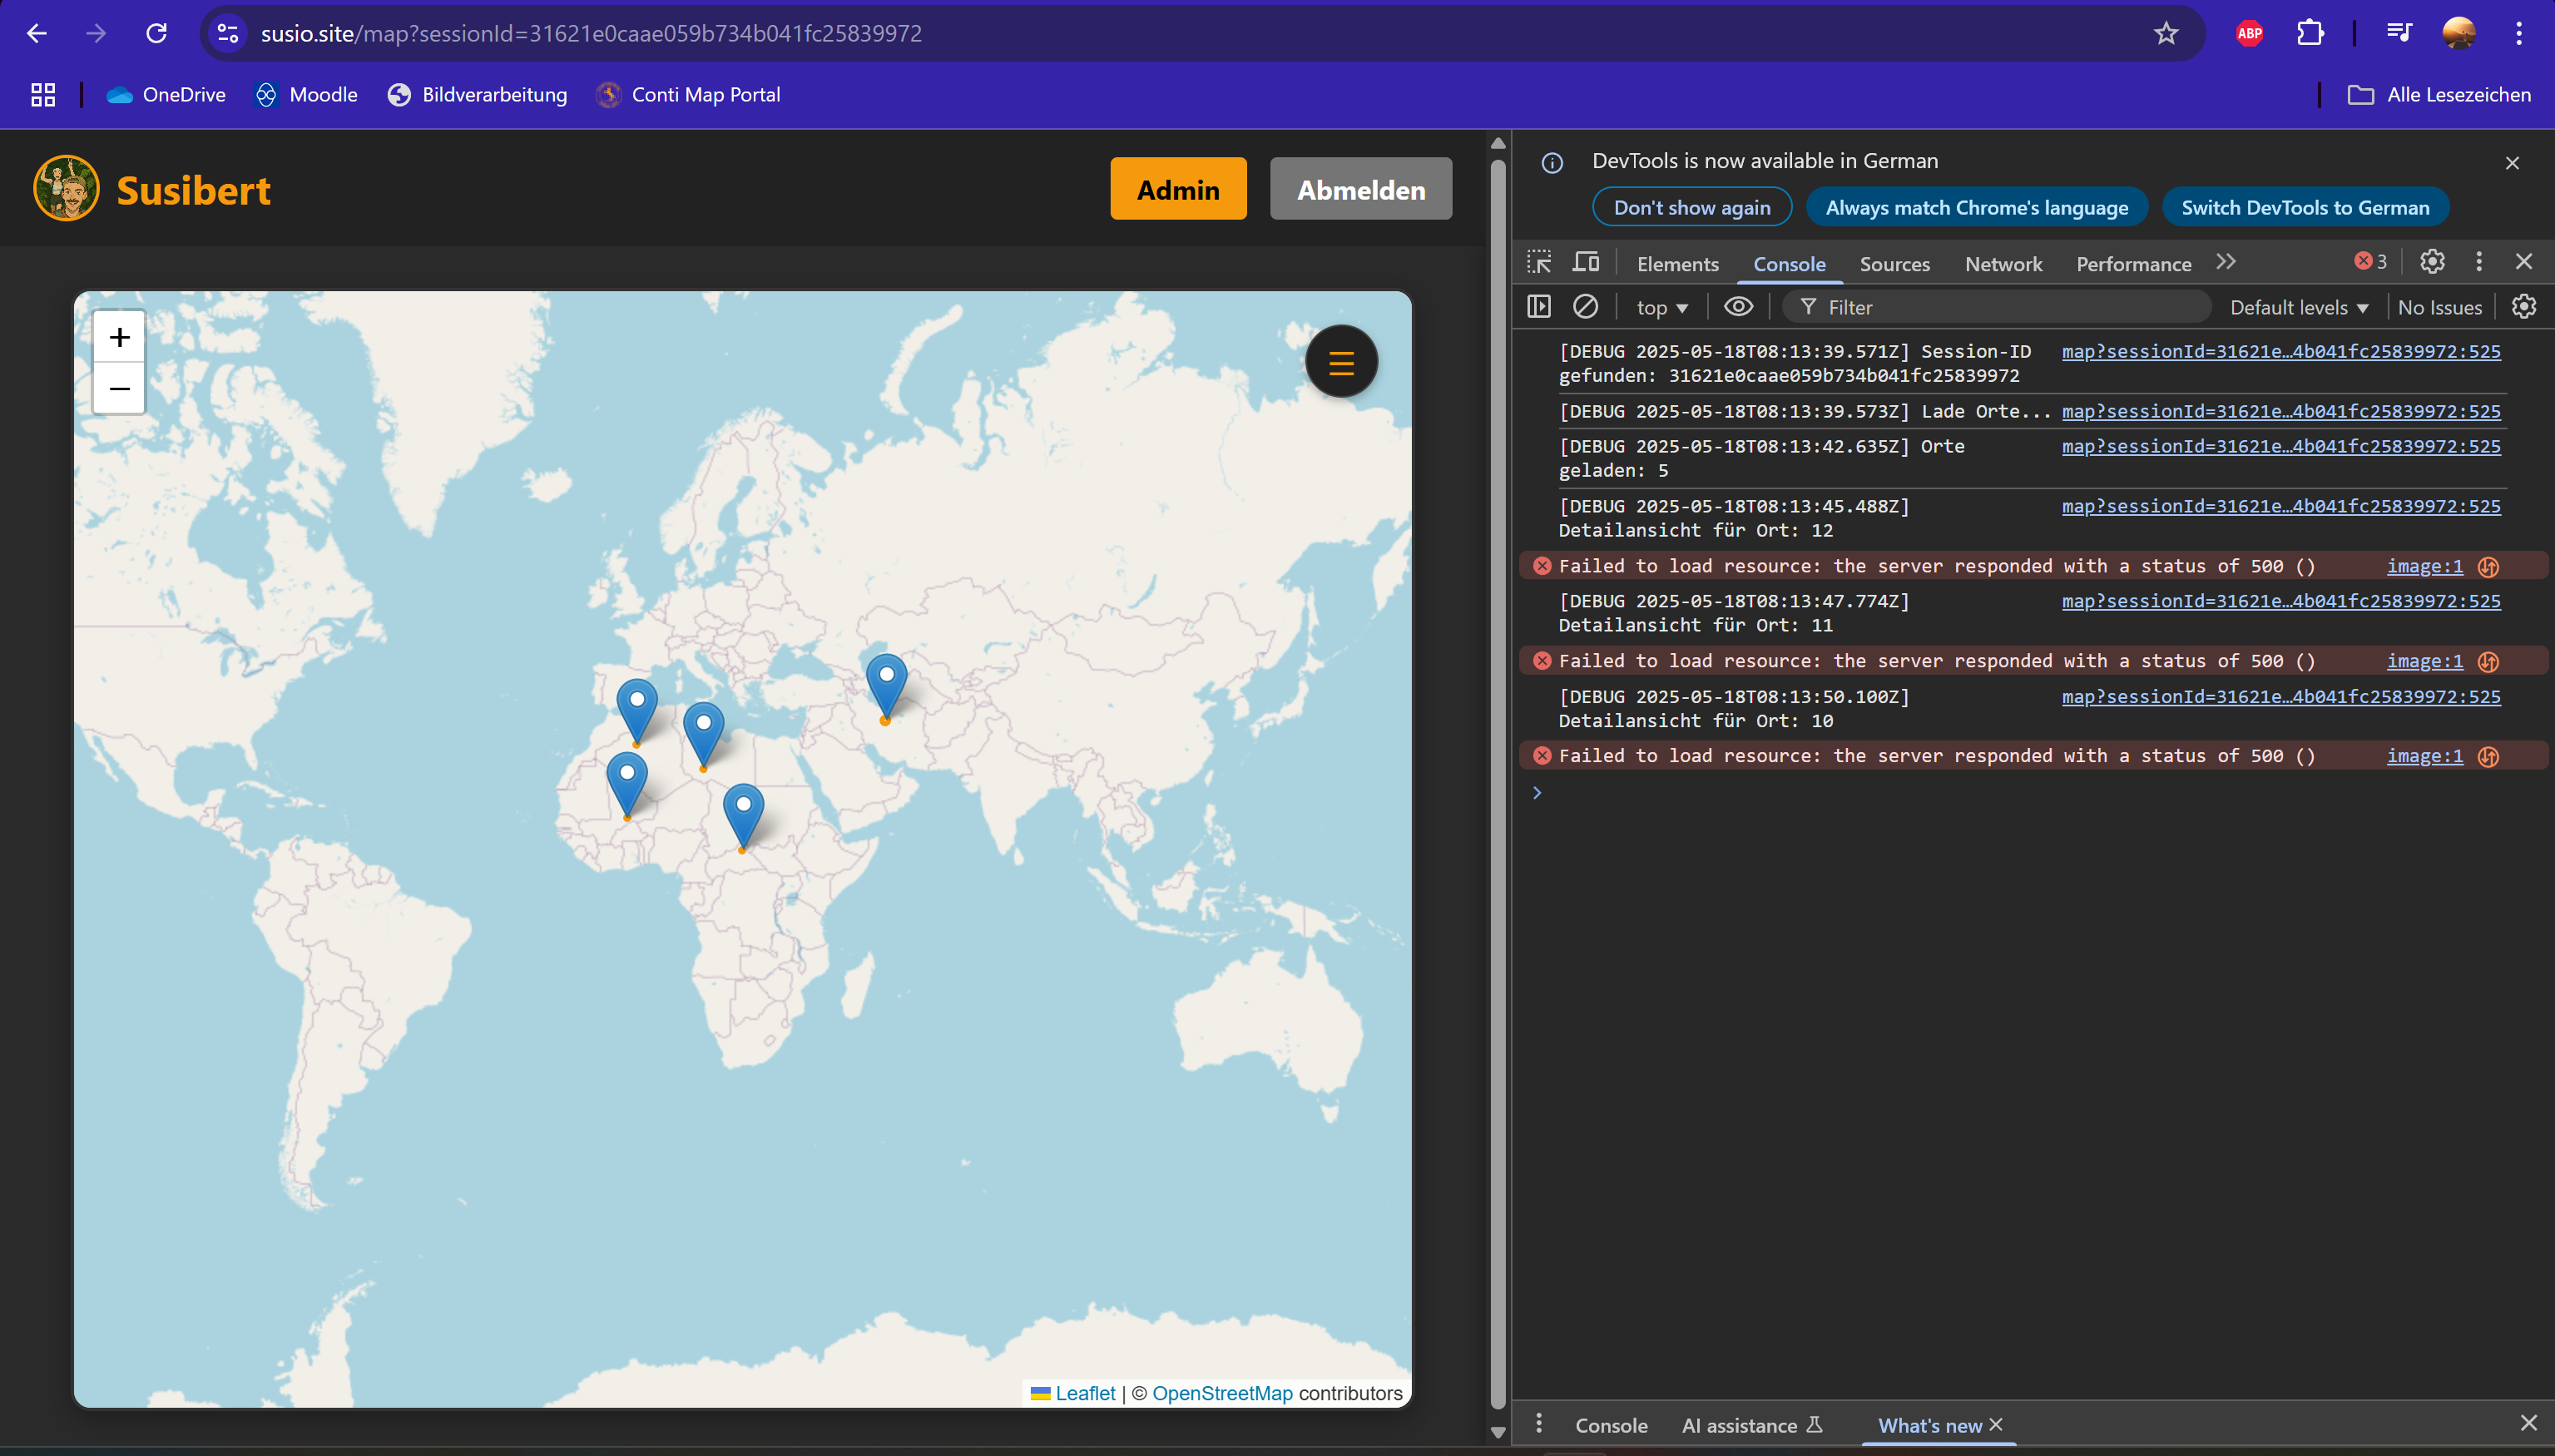 susio.site/map?sessionId=31621e0caae059b734b041fc25839972
ABP
OneDrive
Moodle
Bildverarbeitung
Conti Map Portal
Alle Lesezeichen
Susibert
Admin
Abmelden
+
−
Leaflet | © OpenStreetMap contributors
DevTools is now available in German
Don't show again
Always match Chrome's language
Switch DevTools to German
Elements
Console
Sources
Network
Performance
3
top
Filter
Default levels
No Issues
[DEBUG 2025-05-18T08:13:39.571Z] Session-ID map?sessionId=31621e…4b041fc25839972:525
gefunden: 31621e0caae059b734b041fc25839972
[DEBUG 2025-05-18T08:13:39.573Z] Lade Orte... map?sessionId=31621e…4b041fc25839972:525
[DEBUG 2025-05-18T08:13:42.635Z] Orte map?sessionId=31621e…4b041fc25839972:525
geladen: 5
[DEBUG 2025-05-18T08:13:45.488Z] map?sessionId=31621e…4b041fc25839972:525
Detailansicht für Ort: 12
Failed to load resource: the server responded with a status of 500 () image:1
[DEBUG 2025-05-18T08:13:47.774Z] map?sessionId=31621e…4b041fc25839972:525
Detailansicht für Ort: 11
Failed to load resource: the server responded with a status of 500 () image:1
[DEBUG 2025-05-18T08:13:50.100Z] map?sessionId=31621e…4b041fc25839972:525
Detailansicht für Ort: 10
Failed to load resource: the server responded with a status of 500 () image:1
Console
AI assistance
What's new